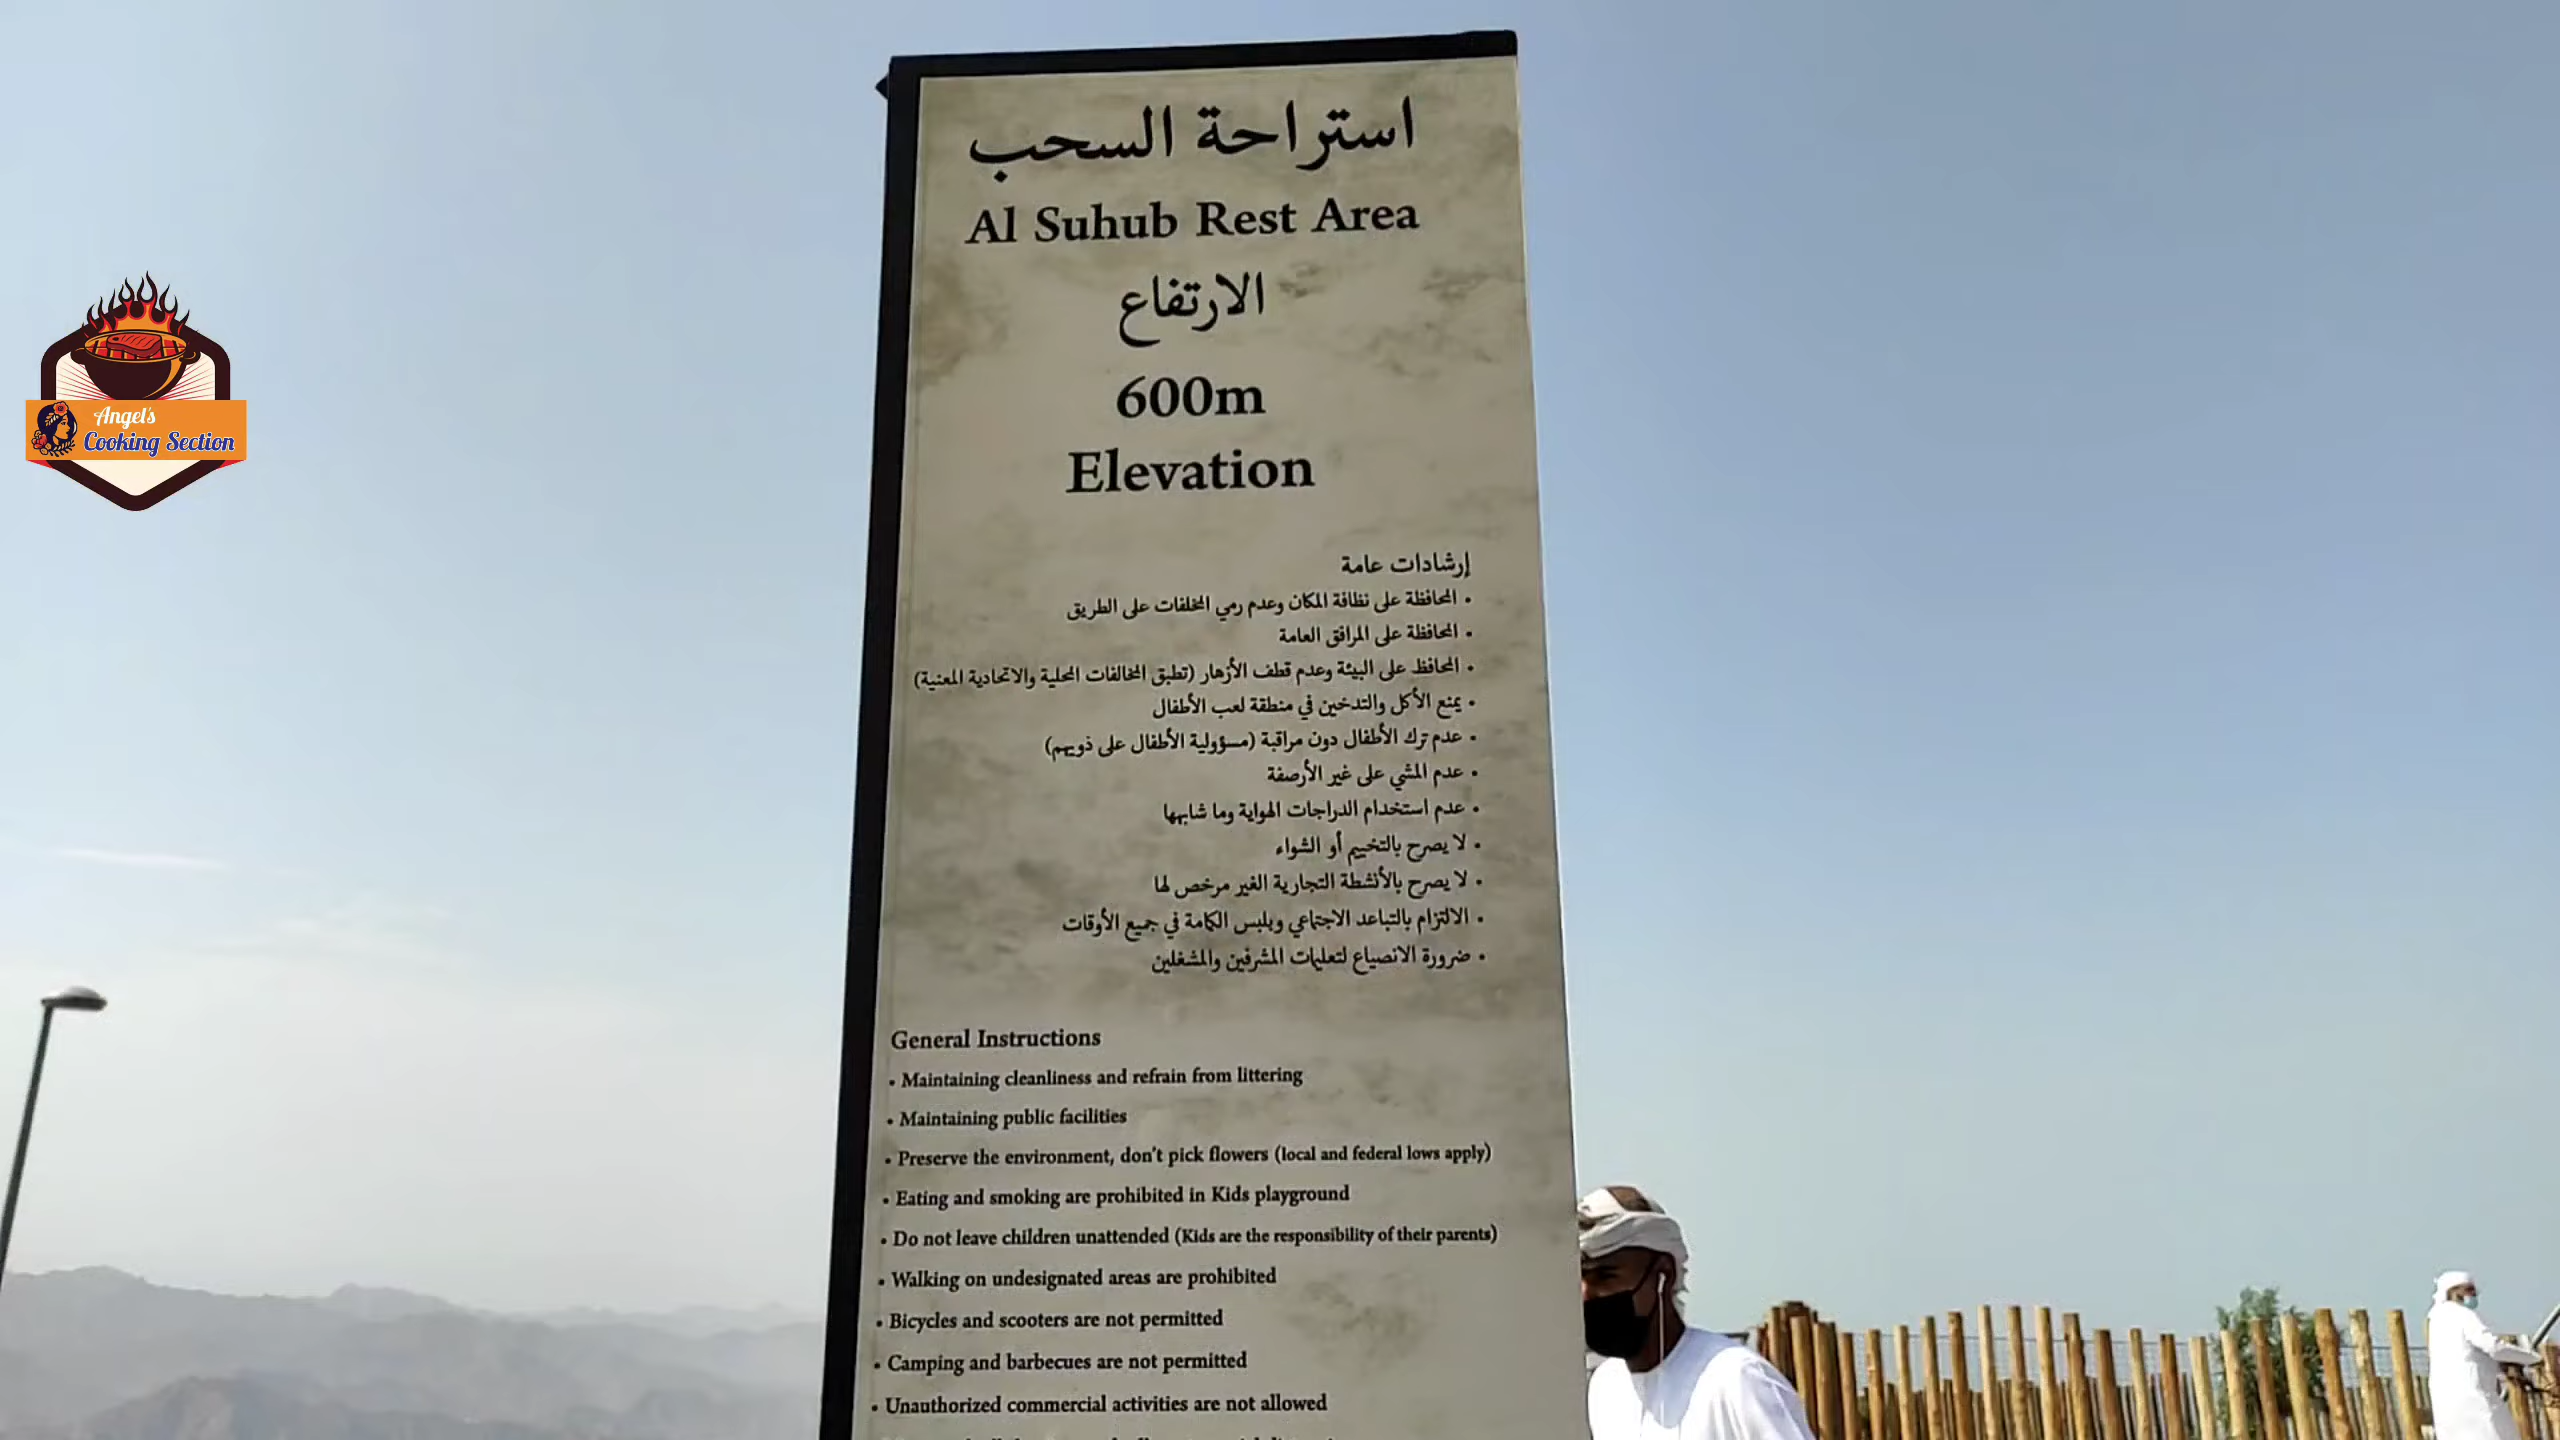 استراحة السحب
Al Suhub Rest Area
الارتفاع
600m
Elevation
إرشادات عامة
• المحافظة على نظافة المكان وعدم رمي المخلفات على الطريق
• المحافظة على المرافق العامة
• المحافظ على البيئة وعدم قطف الأزهار (تطبق المخالفات المحلية والاتحادية المعنية)
• يمنع الأكل والتدخين في منطقة لعب الأطفال
• عدم ترك الأطفال دون مراقبة (مسؤولية الأطفال على ذويهم)
• عدم المشي على غير الأرصفة
• عدم استخدام الدراجات الهواية وما شابهها
• لا يصرح بالتخييم أو الشواء
• لا يصرح بالأنشطة التجارية الغير مرخص لها
• الالتزام بالتباعد الاجتماعي وبلبس الكمامة في جميع الأوقات
• ضرورة الانصياع لتعليمات المشرفين والمشغلين
General Instructions
• Maintaining cleanliness and refrain from littering
• Maintaining public facilities
• Preserve the environment, don't pick flowers (local and federal lows apply)
• Eating and smoking are prohibited in Kids playground
• Do not leave children unattended (Kids are the responsibility of their parents)
• Walking on undesignated areas are prohibited
• Bicycles and scooters are not permitted
• Camping and barbecues are not permitted
• Unauthorized commercial activities are not allowed
Angel's
Cooking Section